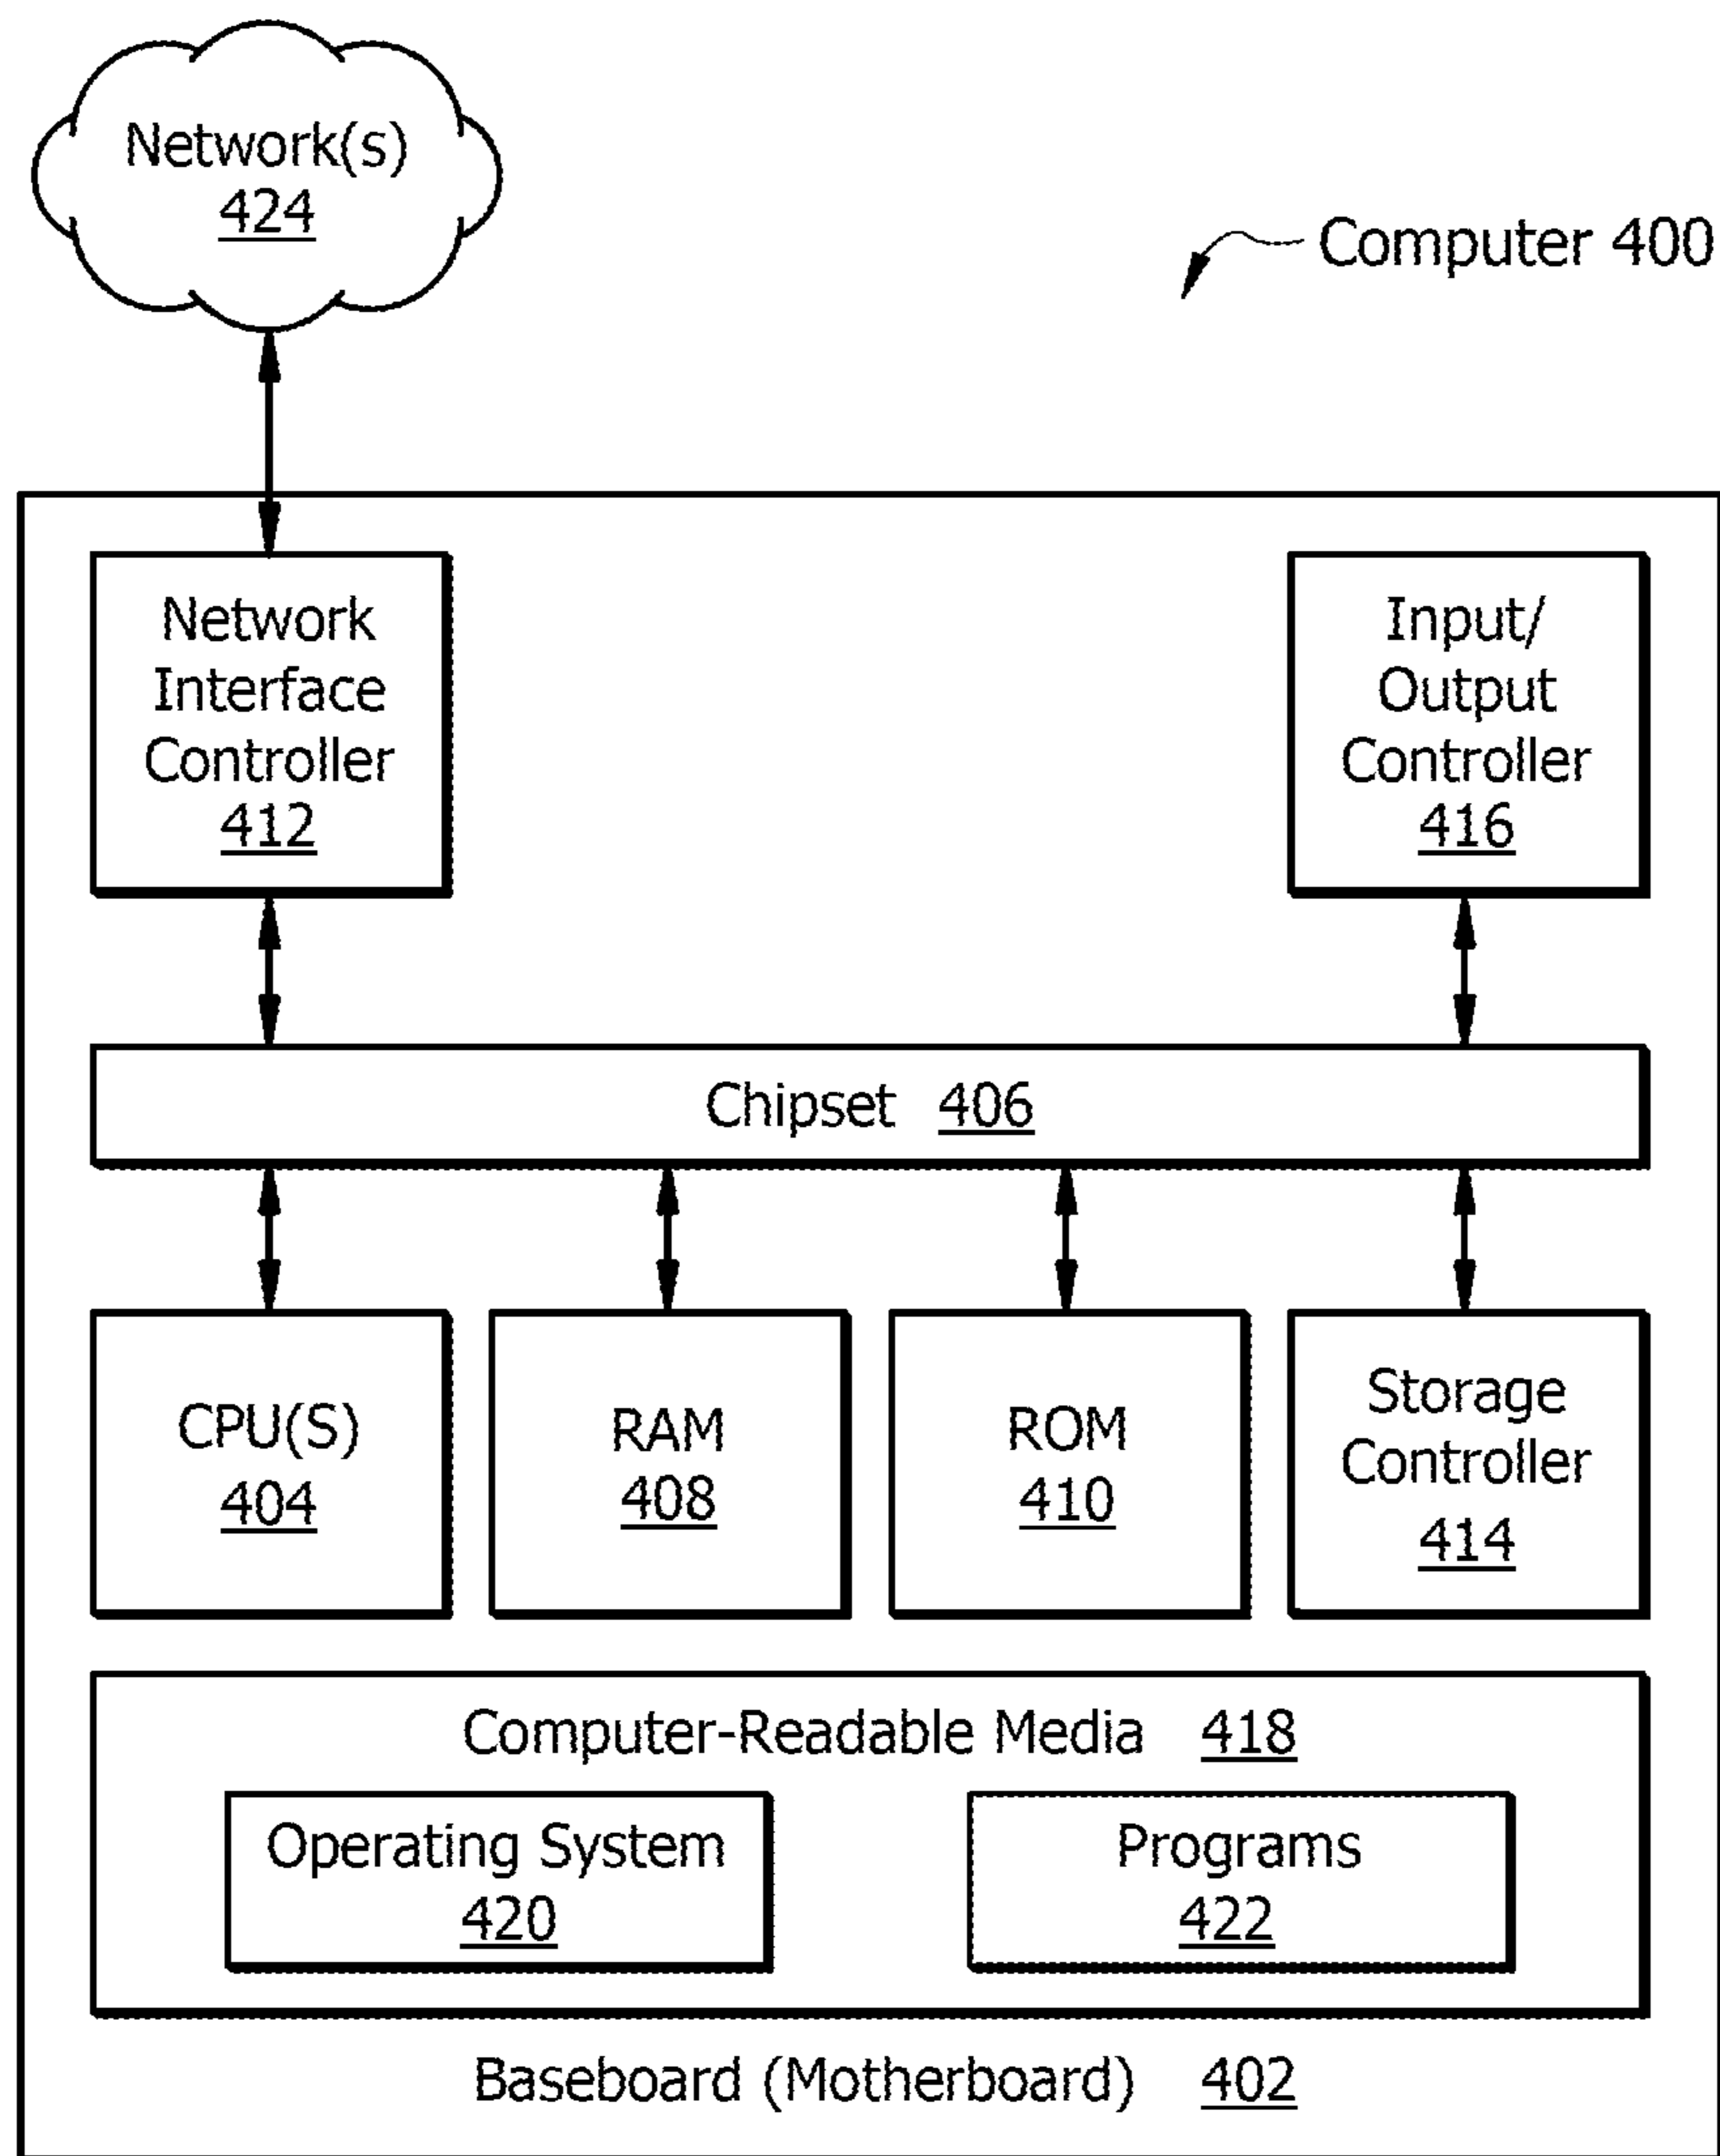 Network(s)
424
Computer 400
Network
Interface
Controller
412
Input/
Output
Controller
416
Chipset 406
CPU(S)
404
RAM
408
ROM
410
Storage
Controller
414
Computer-Readable Media 418
Operating System
420
Programs
422
Baseboard (Motherboard) 402